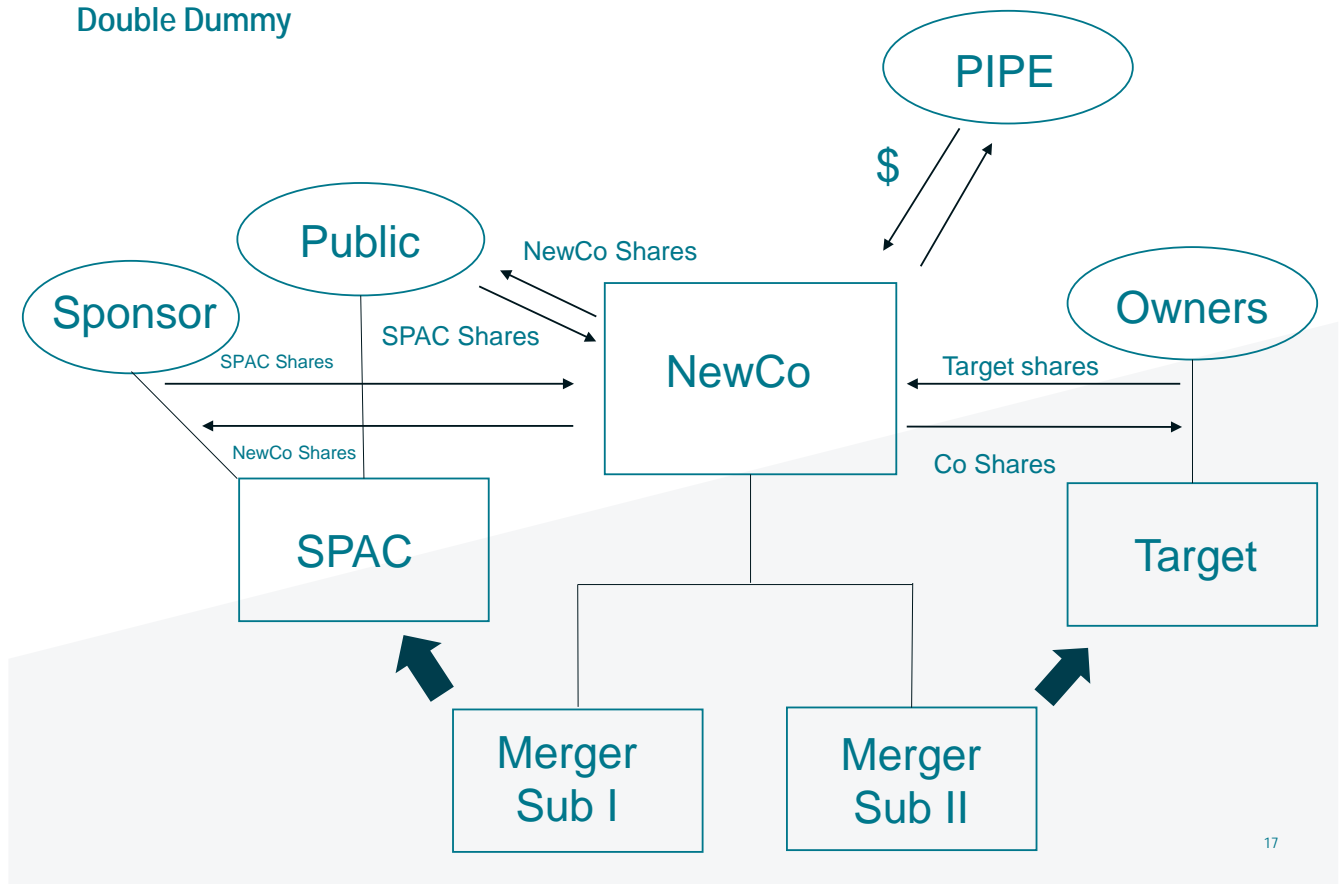 Double Dummy
PIPE
$
Public
NewCo Shares
Sponsor
Owners
SPAC Shares
SPAC Shares
NewCo
Target shares
NewCo Shares
Co Shares
SPAC
Target
Merger
Sub I
Merger
Sub II
17